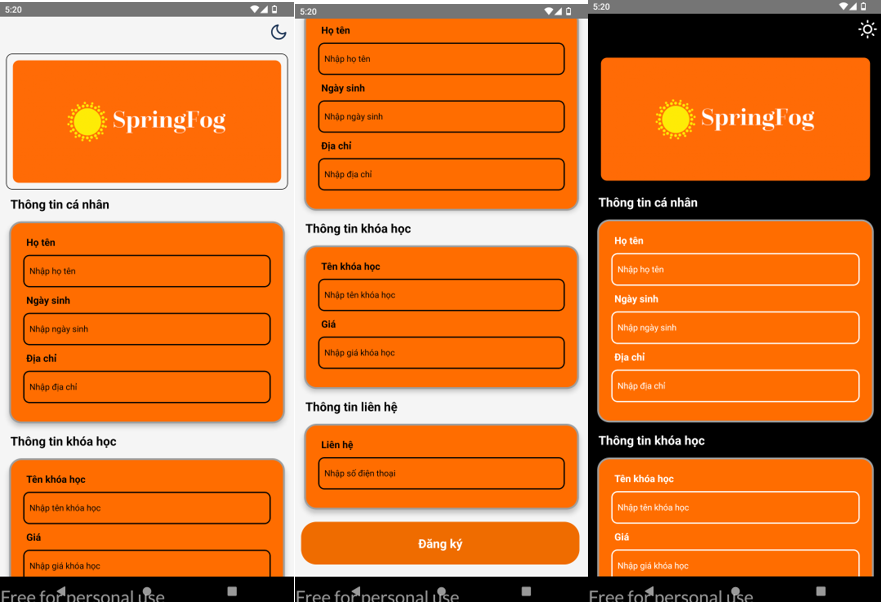 5:20
SpringFog
Thông tin cá nhân
Họ tên
Nhập họ tên
Ngày sinh
Nhập ngày sinh
Địa chỉ
Nhập địa chỉ
Thông tin khóa học
Tên khóa học
Nhập tên khóa học
Giá
Nhập giá khóa học
Free for personal use
5:20
Họ tên
Nhập họ tên
Ngày sinh
Nhập ngày sinh
Địa chỉ
Nhập địa chỉ
Thông tin khóa học
Tên khóa học
Nhập tên khóa học
Giá
Nhập giá khóa học
Thông tin liên hệ
Liên hệ
Nhập số điện thoại
Đăng ký
Free for personal use
5:20
SpringFog
Thông tin cá nhân
Họ tên
Nhập họ tên
Ngày sinh
Nhập ngày sinh
Địa chỉ
Nhập địa chỉ
Thông tin khóa học
Tên khóa học
Nhập tên khóa học
Giá
Nhập giá khóa học
Free for personal use